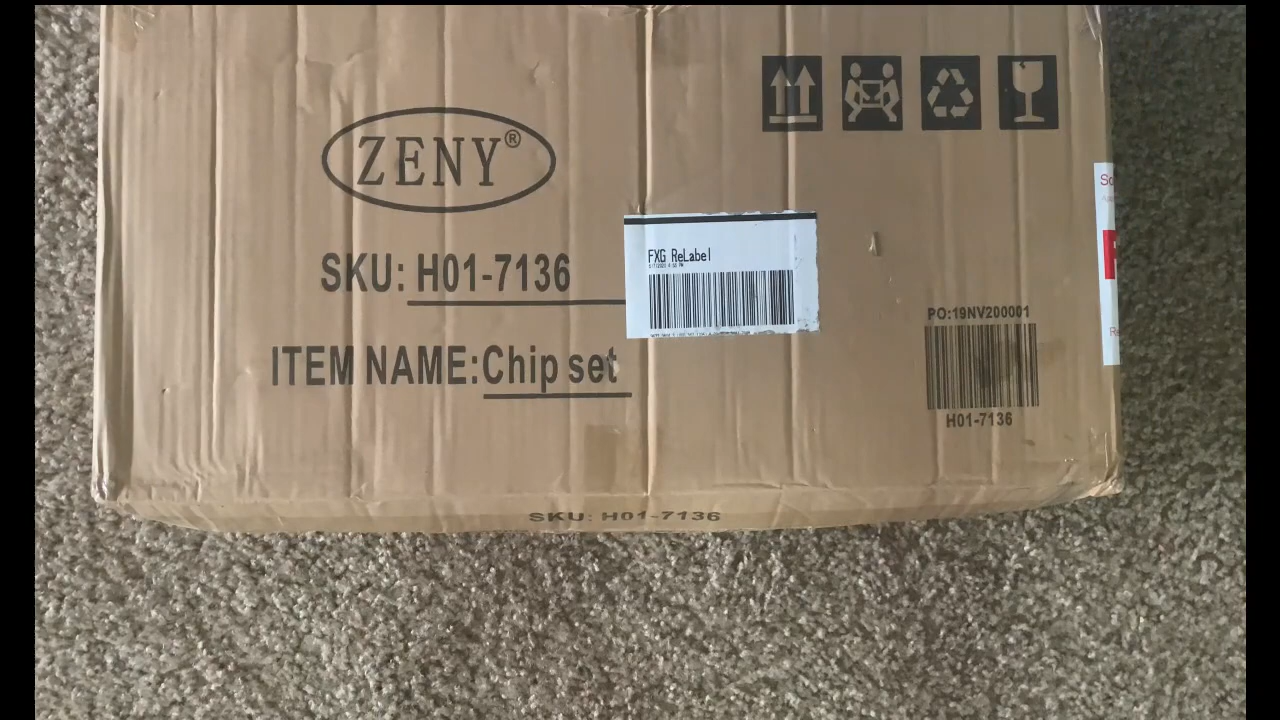 ZENY®
SKU: H01-7136
ITEM NAME:Chip set
FXG ReLabel
PO:19NV200001
H01-7136
SKU: H01-7136